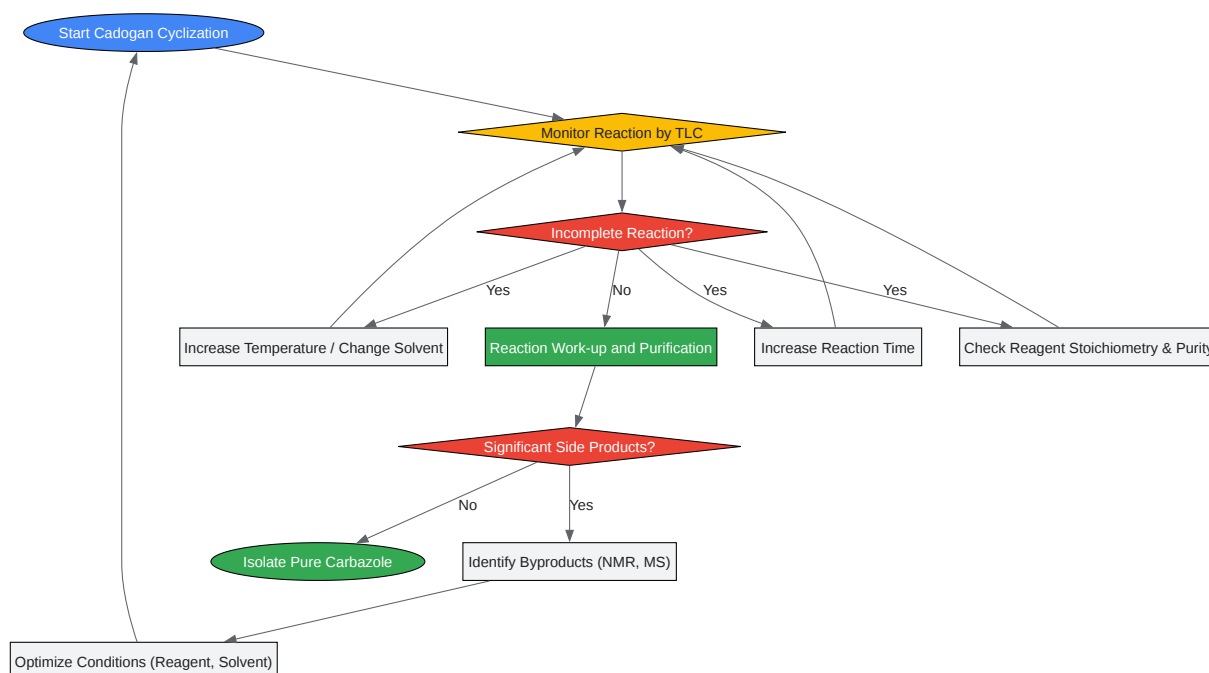 Start Cadogan Cyclization
Monitor Reaction by TLC
Incomplete Reaction?
Yes
No
Yes
Yes
Increase Temperature / Change Solvent
Reaction Work-up and Purification
Increase Reaction Time
Check Reagent Stoichiometry & Purity
Significant Side Products?
No
Yes
Isolate Pure Carbazole
Identify Byproducts (NMR, MS)
Optimize Conditions (Reagent, Solvent)